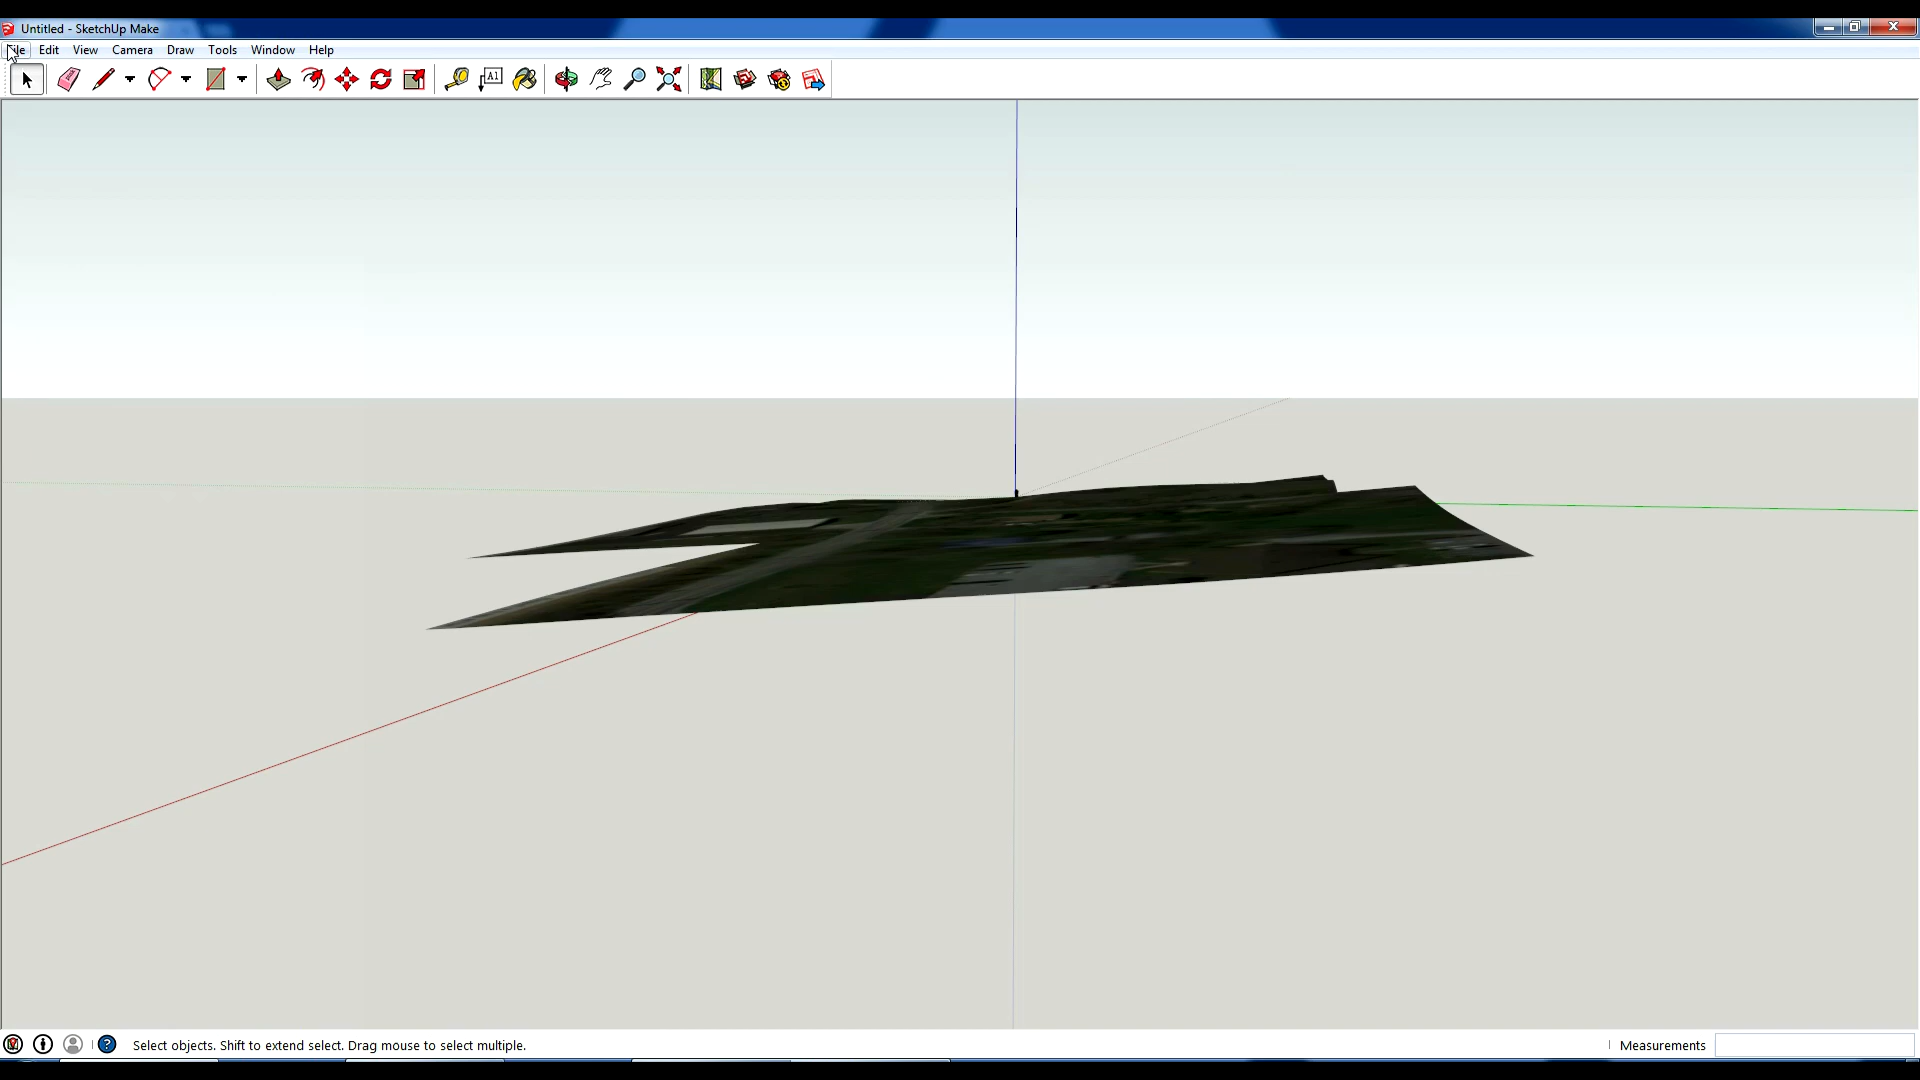 Untitled - SketchUp Make
File Edit View Camera Draw Tools Window Help
A1
Select objects. Shift to extend select. Drag mouse to select multiple.
Measurements